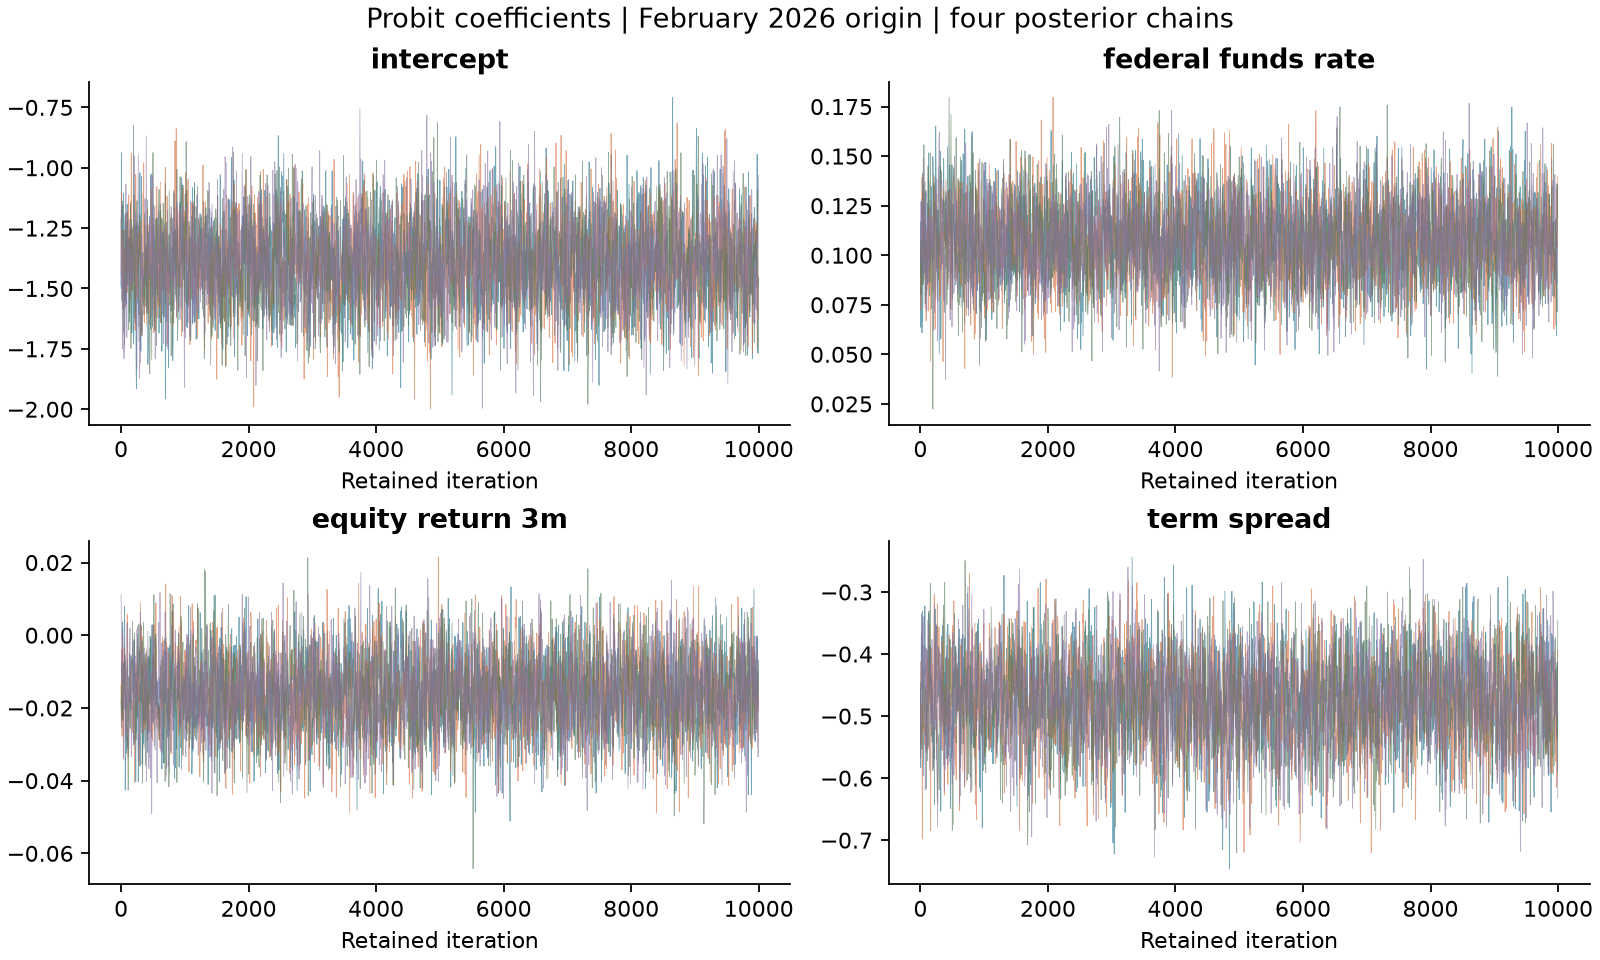 Probit coefficients | February 2026 origin | four posterior chains
intercept
−0.75
−1.00
−1.25
−1.50
−1.75
−2.00
0 2000 4000 6000 8000 10000
Retained iteration
federal funds rate
0.175
0.150
0.125
0.100
0.075
0.050
0.025
0 2000 4000 6000 8000 10000
Retained iteration
equity return 3m
0.02
0.00
−0.02
−0.04
−0.06
0 2000 4000 6000 8000 10000
Retained iteration
term spread
−0.3
−0.4
−0.5
−0.6
−0.7
0 2000 4000 6000 8000 10000
Retained iteration